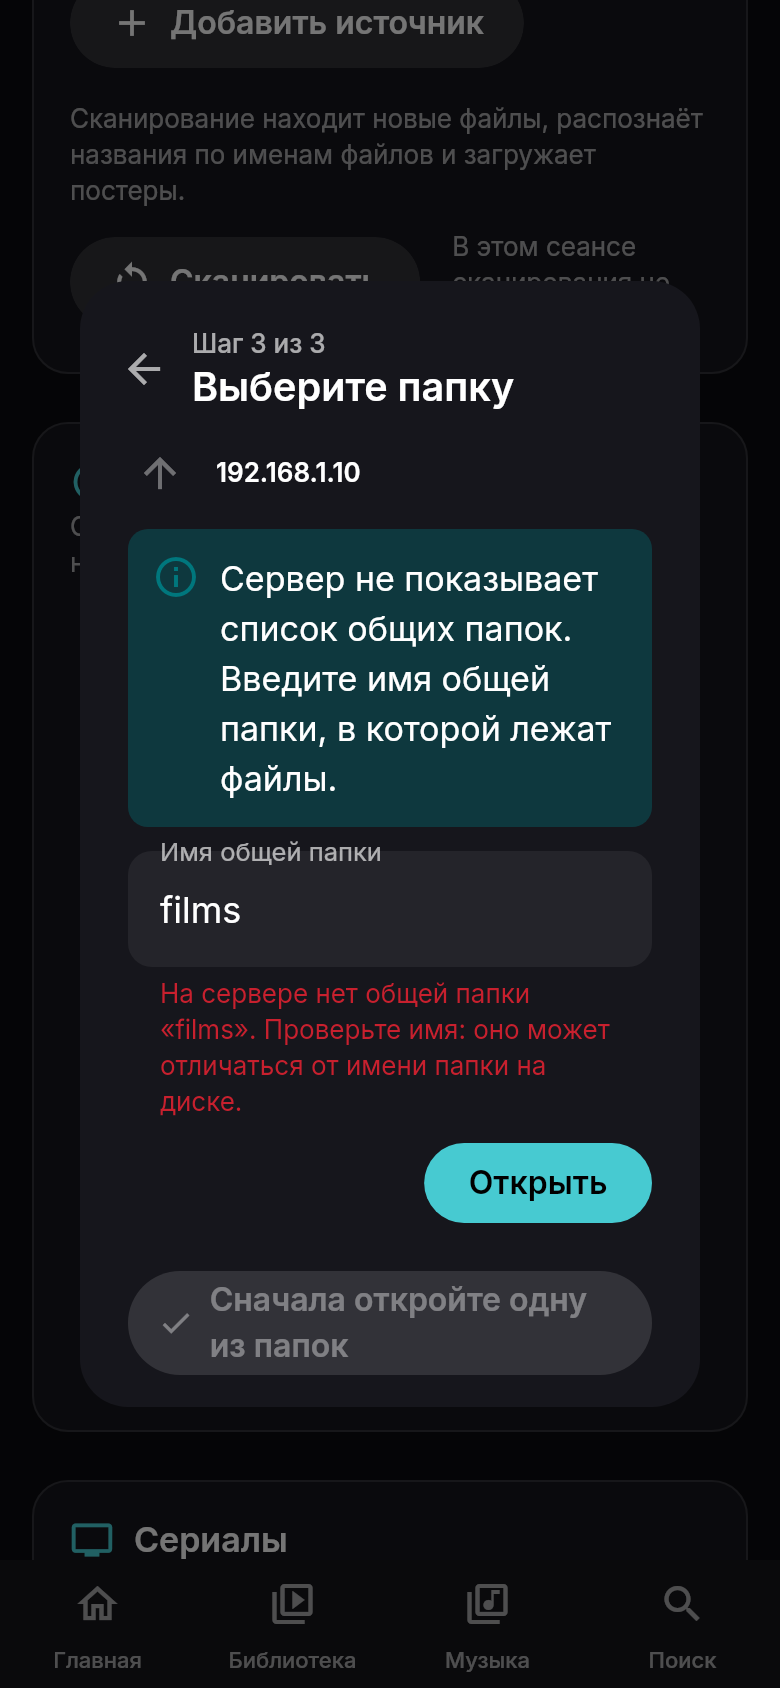 Добавить источник
Сканирование находит новые файлы, распознаёт
названия по именам файлов и загружает
постеры.
Сканировать
В этом сеансе
сканирования не
Шаг 3 из 3
Выберите папку
192.168.1.10
Сервер не показывает
список общих папок.
Введите имя общей
папки, в которой лежат
файлы.
Имя общей папки
films
На сервере нет общей папки
«films». Проверьте имя: оно может
отличаться от имени папки на
диске.
Открыть
Сначала откройте одну
из папок
Сериалы
Главная
Библиотека
Музыка
Поиск